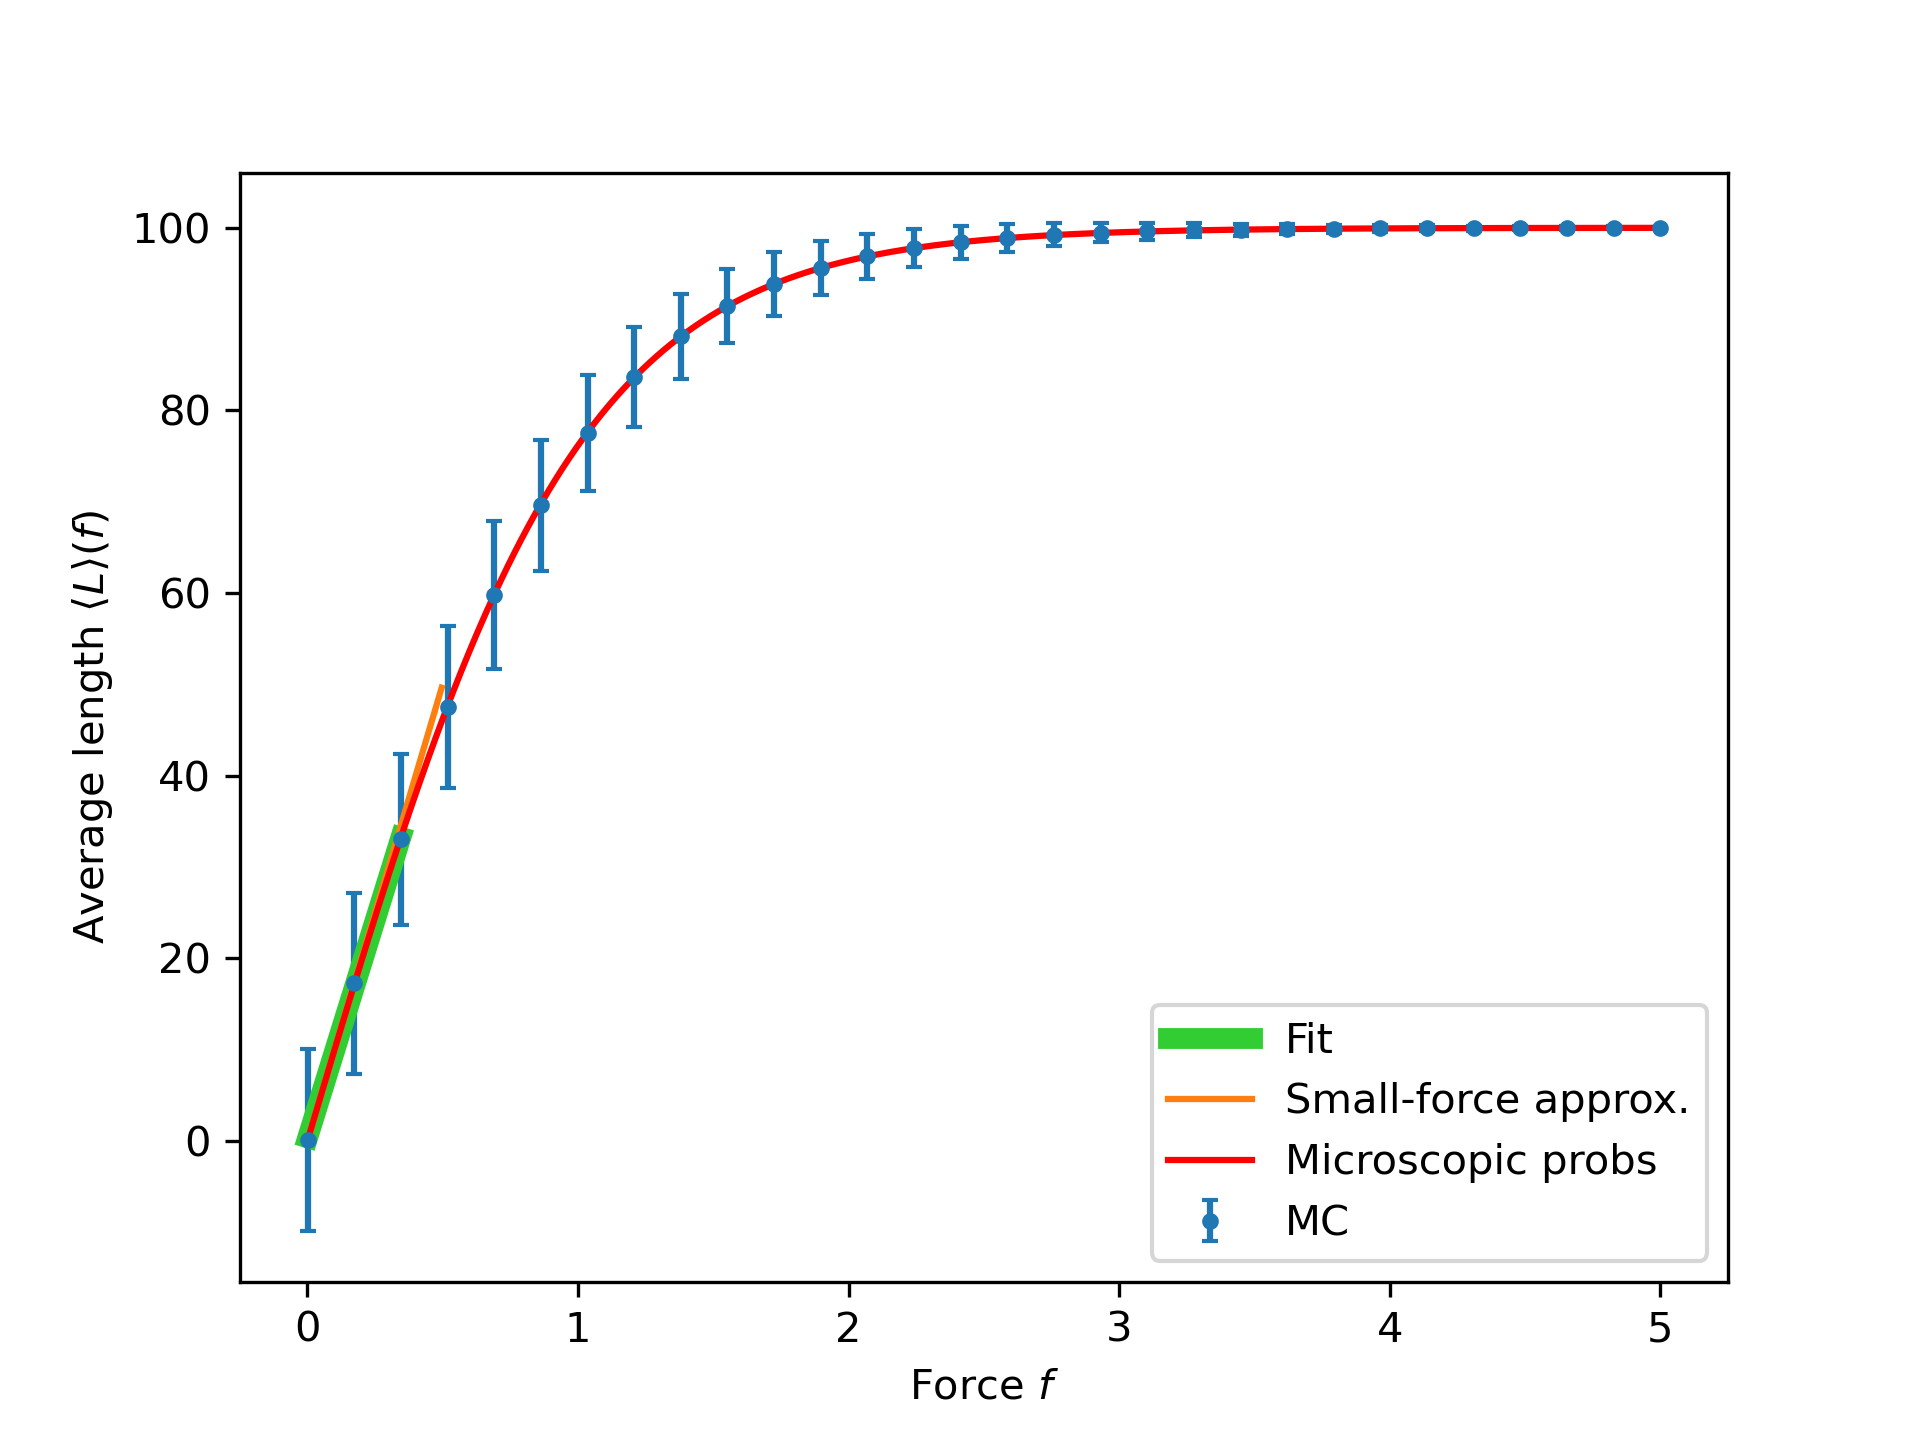 100
80
60
40
20
0
Average length ⟨L⟩(f)
0 1 2 3 4 5
Force f
Fit
Small-force approx.
Microscopic probs
MC